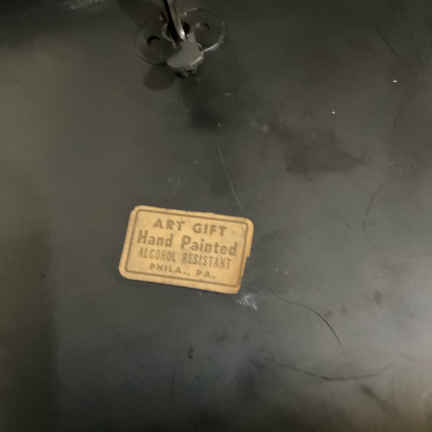 ART GIFT
Hand Painted
ALCOHOL RESISTANT
PHILA., PA.